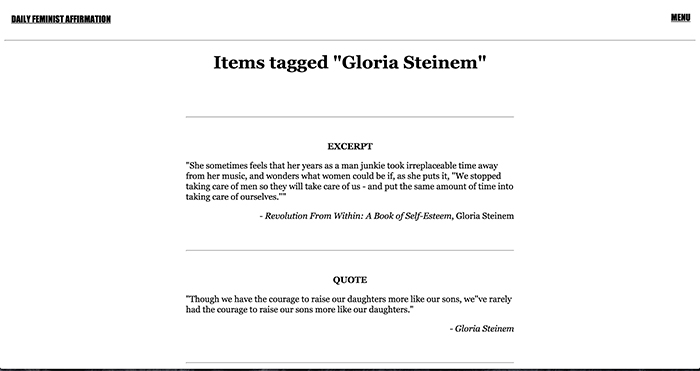 DAILY FEMINIST AFFIRMATION
MENU
Items tagged "Gloria Steinem"
EXCERPT
"She sometimes feels that her years as a man junkie took irreplaceable time away
from her music, and wonders what women could be if, as she puts it, "We stopped
taking care of men so they will take care of us - and put the same amount of time into
taking care of ourselves.""
- Revolution From Within: A Book of Self-Esteem, Gloria Steinem
QUOTE
"Though we have the courage to raise our daughters more like our sons, we"ve rarely
had the courage to raise our sons more like our daughters."
- Gloria Steinem